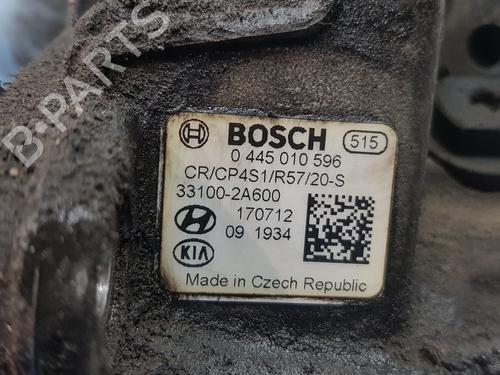 B-PARTS
BOSCH 515
0 445 010 596
CR/CP4S1/R57/20-S
33100-2A600
170712
09 1934
KIA
Made in Czech Republic